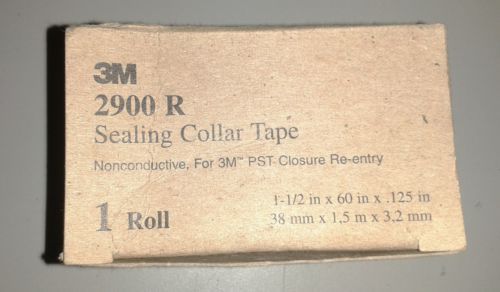 3M
2900 R
Sealing Collar Tape
Nonconductive, For 3M™ PST Closure Re-entry
1 Roll
1-1/2 in x 60 in x .125 in
38 mm x 1,5 m x 3,2 mm